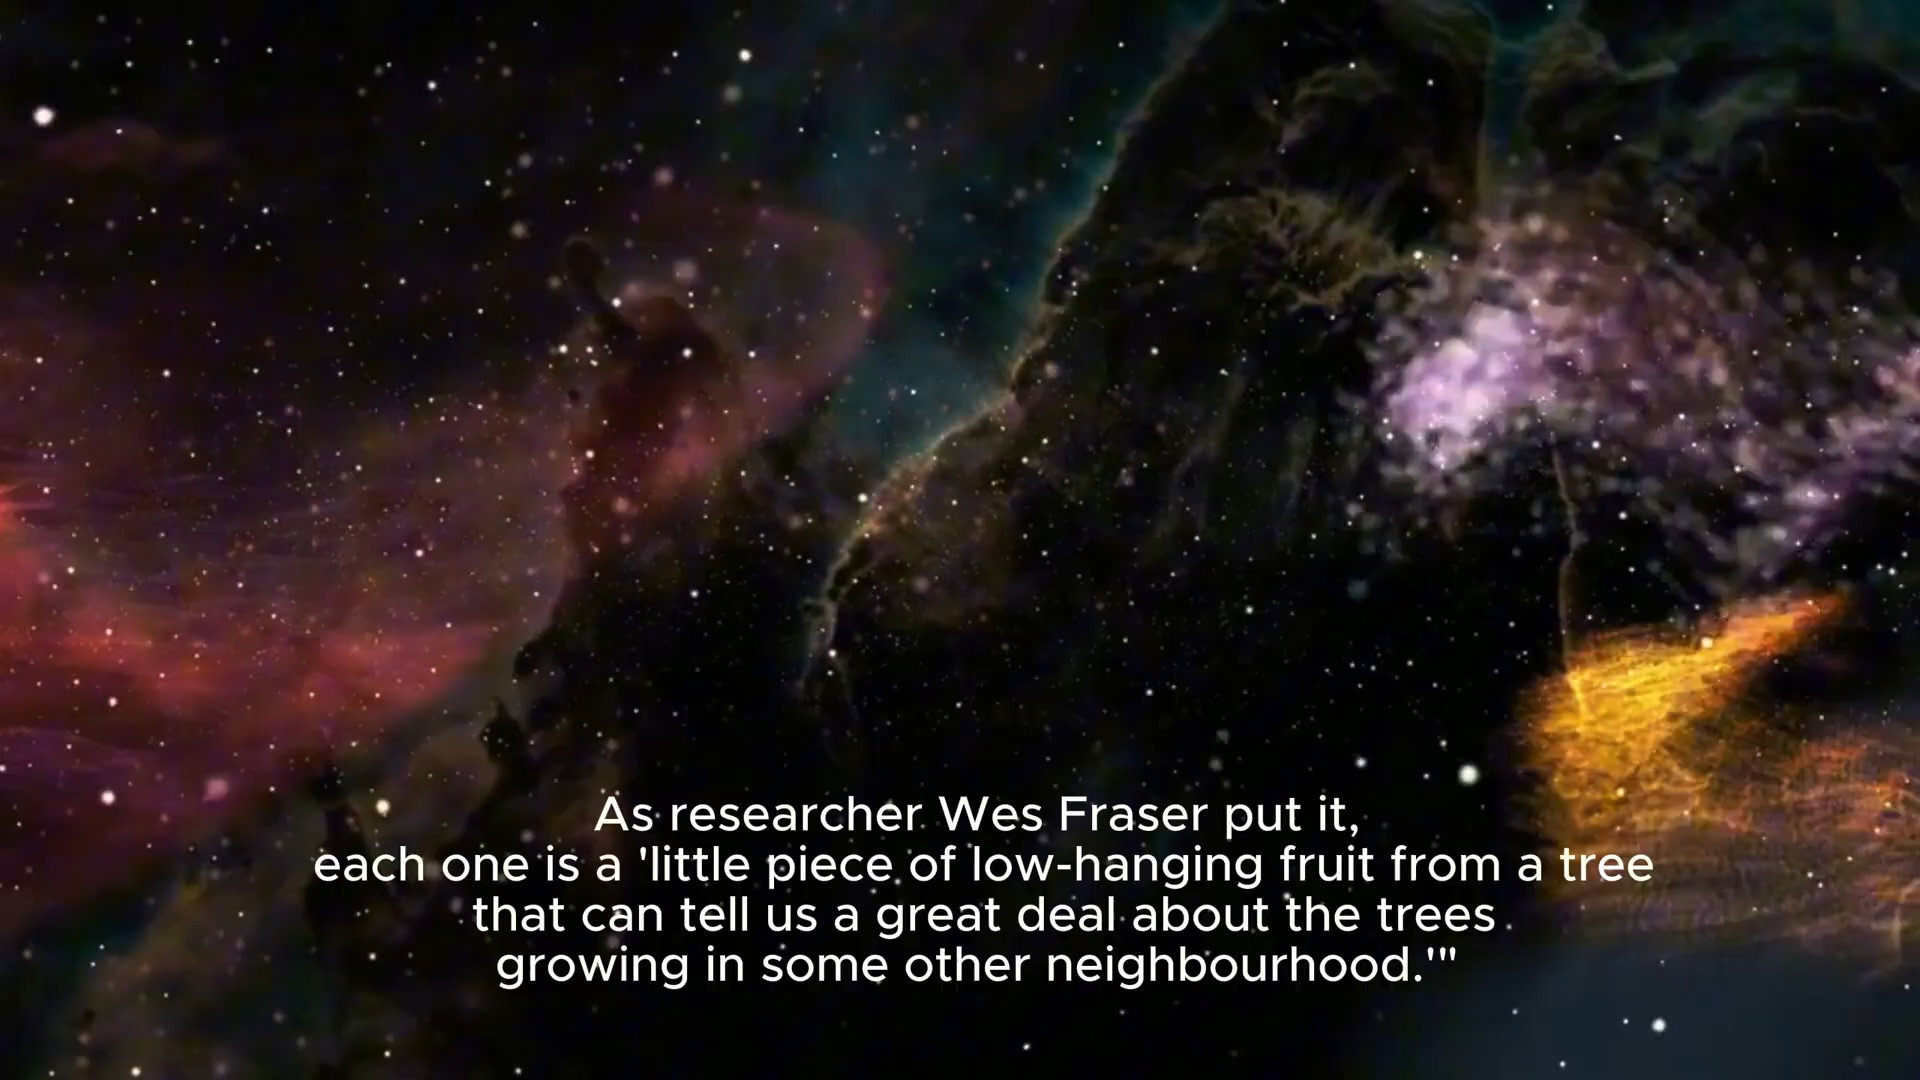 As researcher Wes Fraser put it,
each one is a 'little piece of low-hanging fruit from a tree
that can tell us a great deal about the trees
growing in some other neighbourhood.'"